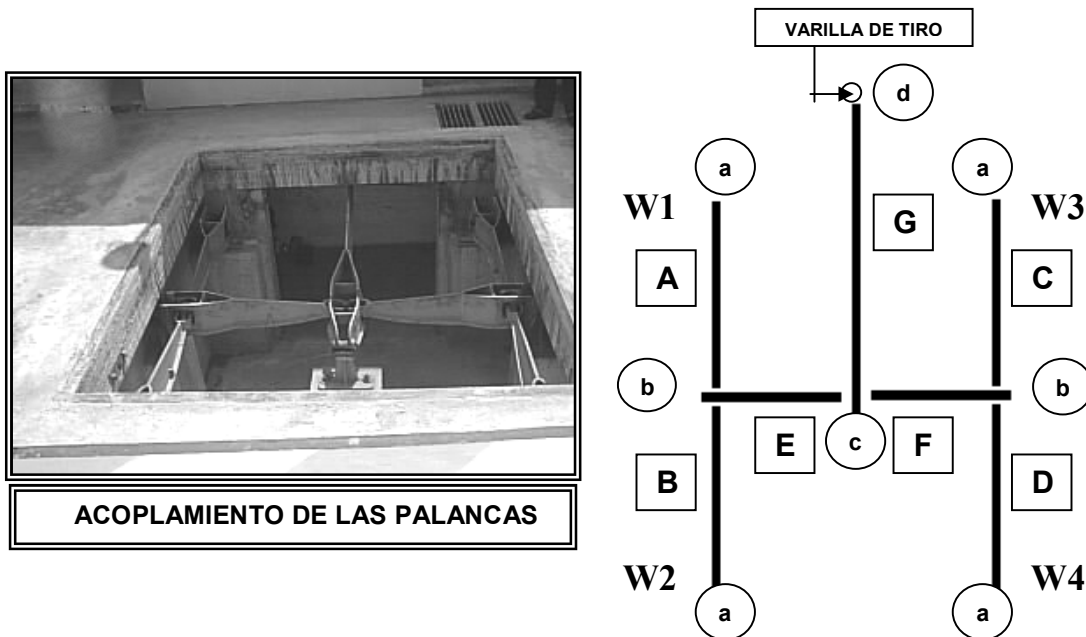 VARILLA DE TIRO
d
a
a
W1
W3
G
A
C
b
b
E
c
F
B
D
ACOPLAMIENTO DE LAS PALANCAS
W2
W4
a
a